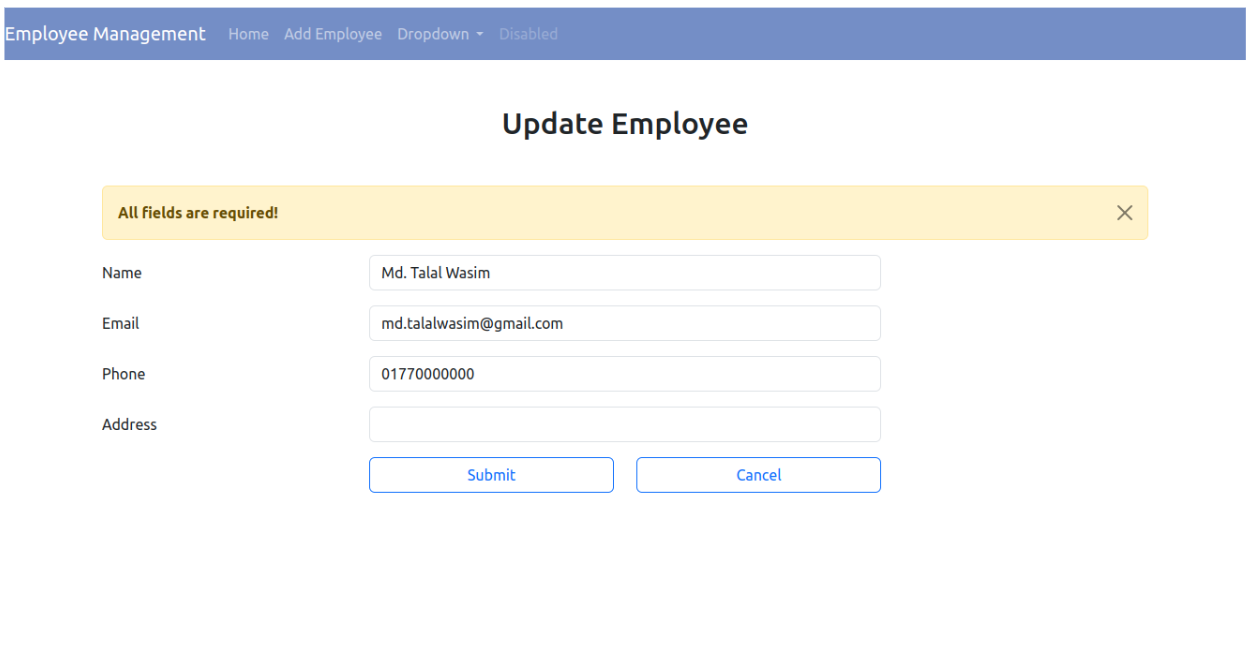 Employee Management Home Add Employee Dropdown Disabled
Update Employee
All fields are required!
Name Md. Talal Wasim
Email md.talalwasim@gmail.com
Phone 01770000000
Address
Submit Cancel